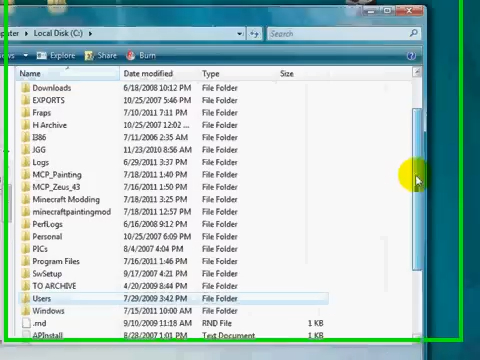 puter ▸ Local Disk (C:) ▸ Search
Explore Share Burn
Name Date modified Type Size
Downloads 6/18/2008 10:12 PM File Folder
EXPORTS 10/25/2007 5:46 PM File Folder
Fraps 7/10/2011 7:11 PM File Folder
H Archive 10/25/2007 12:02 ... File Folder
I386 7/11/2006 2:35 AM File Folder
JGG 11/23/2010 8:56 AM File Folder
Logs 6/29/2011 3:37 PM File Folder
MCP_Painting 7/16/2011 3:40 PM File Folder
MCP_Zeus_43 7/16/2011 1:50 PM File Folder
Minecraft Modding 7/10/2011 2:00 PM File Folder
minecraftpaintingmod 7/18/2011 12:57 PM File Folder
PerfLogs 6/16/2008 9:12 PM File Folder
Personal 10/25/2007 6:09 PM File Folder
PICs 8/4/2007 4:04 PM File Folder
Program Files 7/16/2011 3:46 PM File Folder
SwSetup 9/17/2007 4:21 PM File Folder
TO ARCHIVE 4/20/2009 8:44 PM File Folder
Users 7/29/2009 3:42 PM File Folder
Windows 7/15/2011 10:00 AM File Folder
.rnd 9/10/2009 11:18 AM RND File 1 KB
APInstall 8/28/2007 1:01 PM Text Document 1 KB